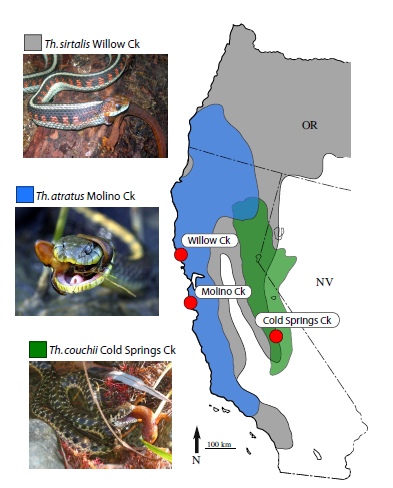 Th. sirtalis Willow Ck
OR
Th. atratus Molino Ck
Willow Ck
NV
Molino Ck
Cold Springs Ck
Th. couchii Cold Springs Ck
100 km
N